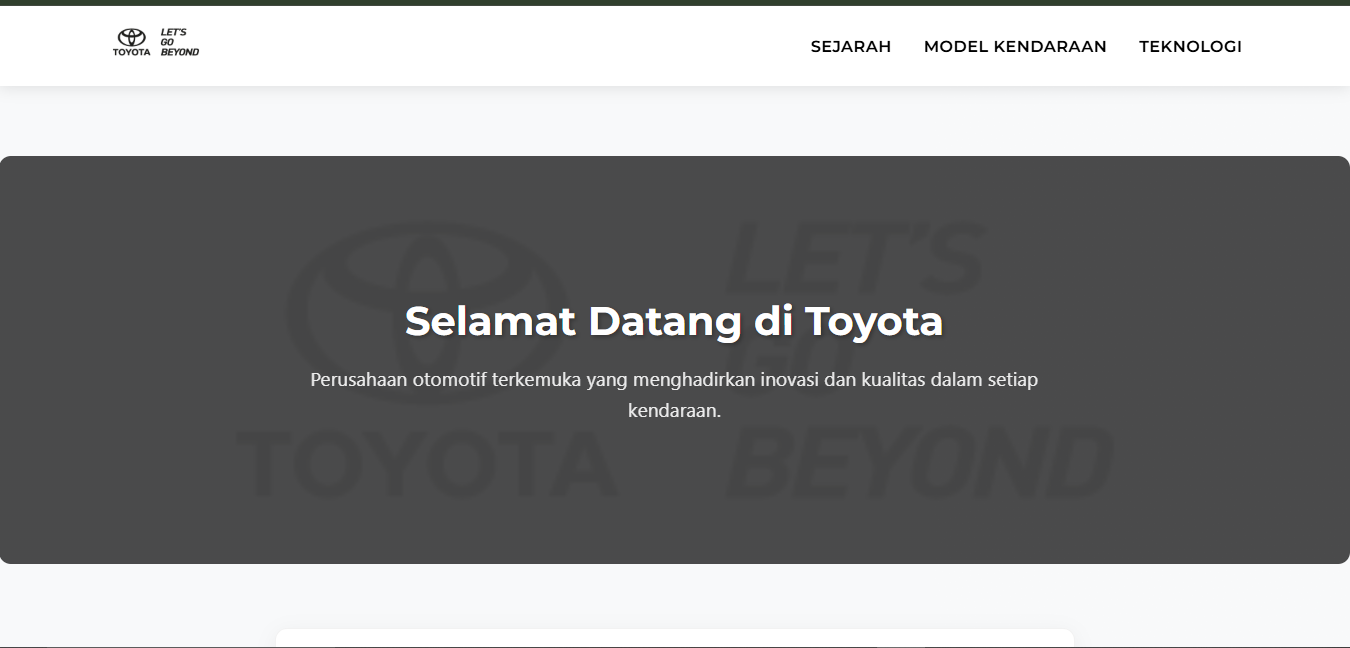 TOYOTA
LET'S
GO
BEYOND
SEJARAH MODEL KENDARAAN TEKNOLOGI
LET'S
Selamat Datang di Toyota
GO
Perusahaan otomotif terkemuka yang menghadirkan inovasi dan kualitas dalam setiap
kendaraan.
TOYOTA BEYOND